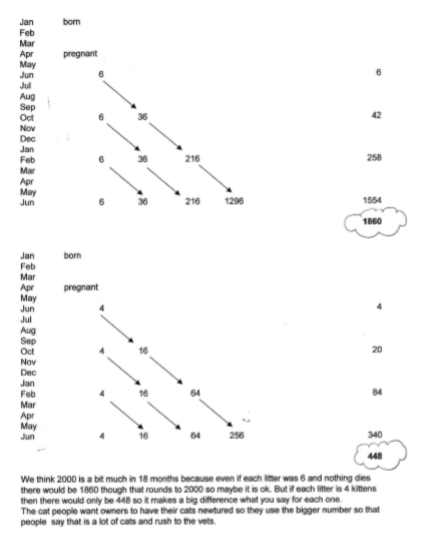 Jan born
Feb
Mar
Apr pregnant
May
Jun 6 6
Jul
Aug
Sep
Oct 6 36 42
Nov
Dec
Jan
Feb 6 36 216 258
Mar
Apr
May
Jun 6 36 216 1296 1554
1860
Jan born
Feb
Mar
Apr pregnant
May
Jun 4 4
Jul
Aug
Sep
Oct 4 16 20
Nov
Dec
Jan
Feb 4 16 64 84
Mar
Apr
May
Jun 4 16 64 256 340
448
We think 2000 is a bit much in 18 months because even if each litter was 6 and nothing dies
there would be 1860 though that rounds to 2000 so maybe it is ok. But if each litter is 4 kittens
then there would only be 448 so it makes a big difference what you say for each one.
The cat people want owners to have their cats newtured so they use the bigger number so that
people say that is a lot of cats and rush to the vets.